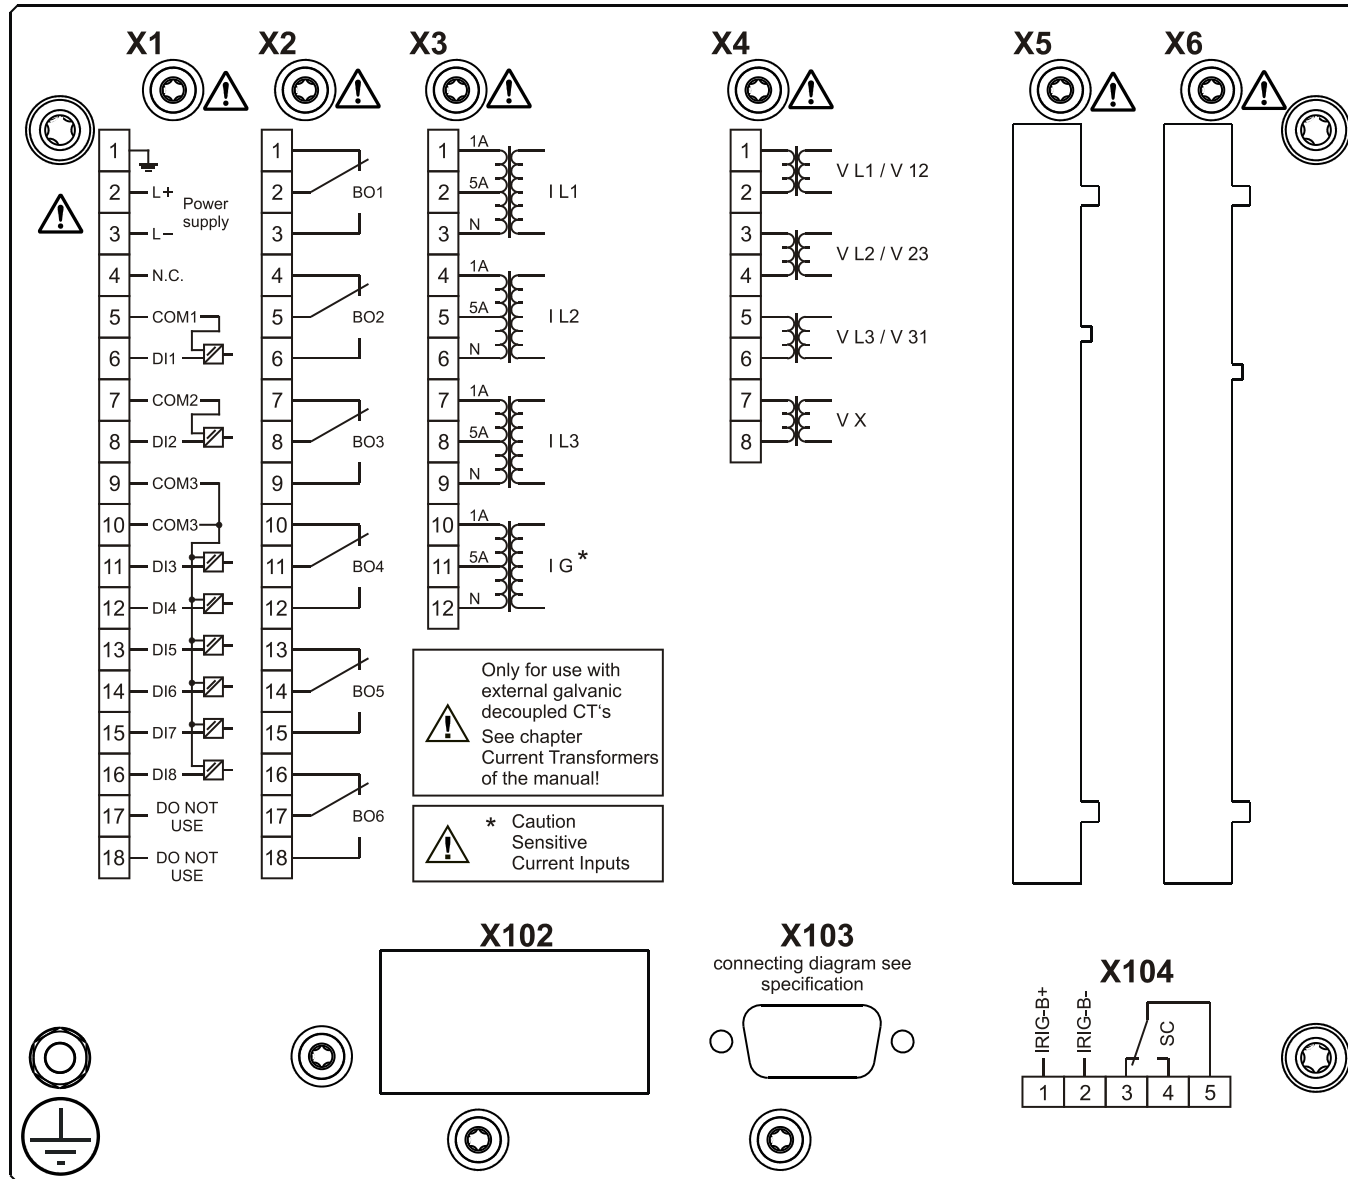 X1
X2
X3
X4
X5
X6
1
2 L+
Power
supply
3 L–
4 N.C.
5 COM1
6 DI1
7 COM2
8 DI2
9 COM3
10 COM3
11 DI3
12 DI4
13 DI5
14 DI6
15 DI7
16 DI8
17 DO NOT
USE
18 DO NOT
USE
1
2 BO1
3
4
5 BO2
6
7
8 BO3
9
10
11 BO4
12
13
14 BO5
15
16
17 BO6
18
1 1A
2 5A I L1
3 N
4 1A
5 5A I L2
6 N
7 1A
8 5A I L3
9 N
10 1A
11 5A I G *
12 N
Only for use with
external galvanic
decoupled CT‘s
See chapter
Current Transformers
of the manual!
* Caution
Sensitive
Current Inputs
1
V L1 / V 12
2
3
V L2 / V 23
4
5
V L3 / V 31
6
7
V X
8
X102
X103
connecting diagram see
specification
X104
IRIG-B+
IRIG-B-
SC
1 2 3 4 5